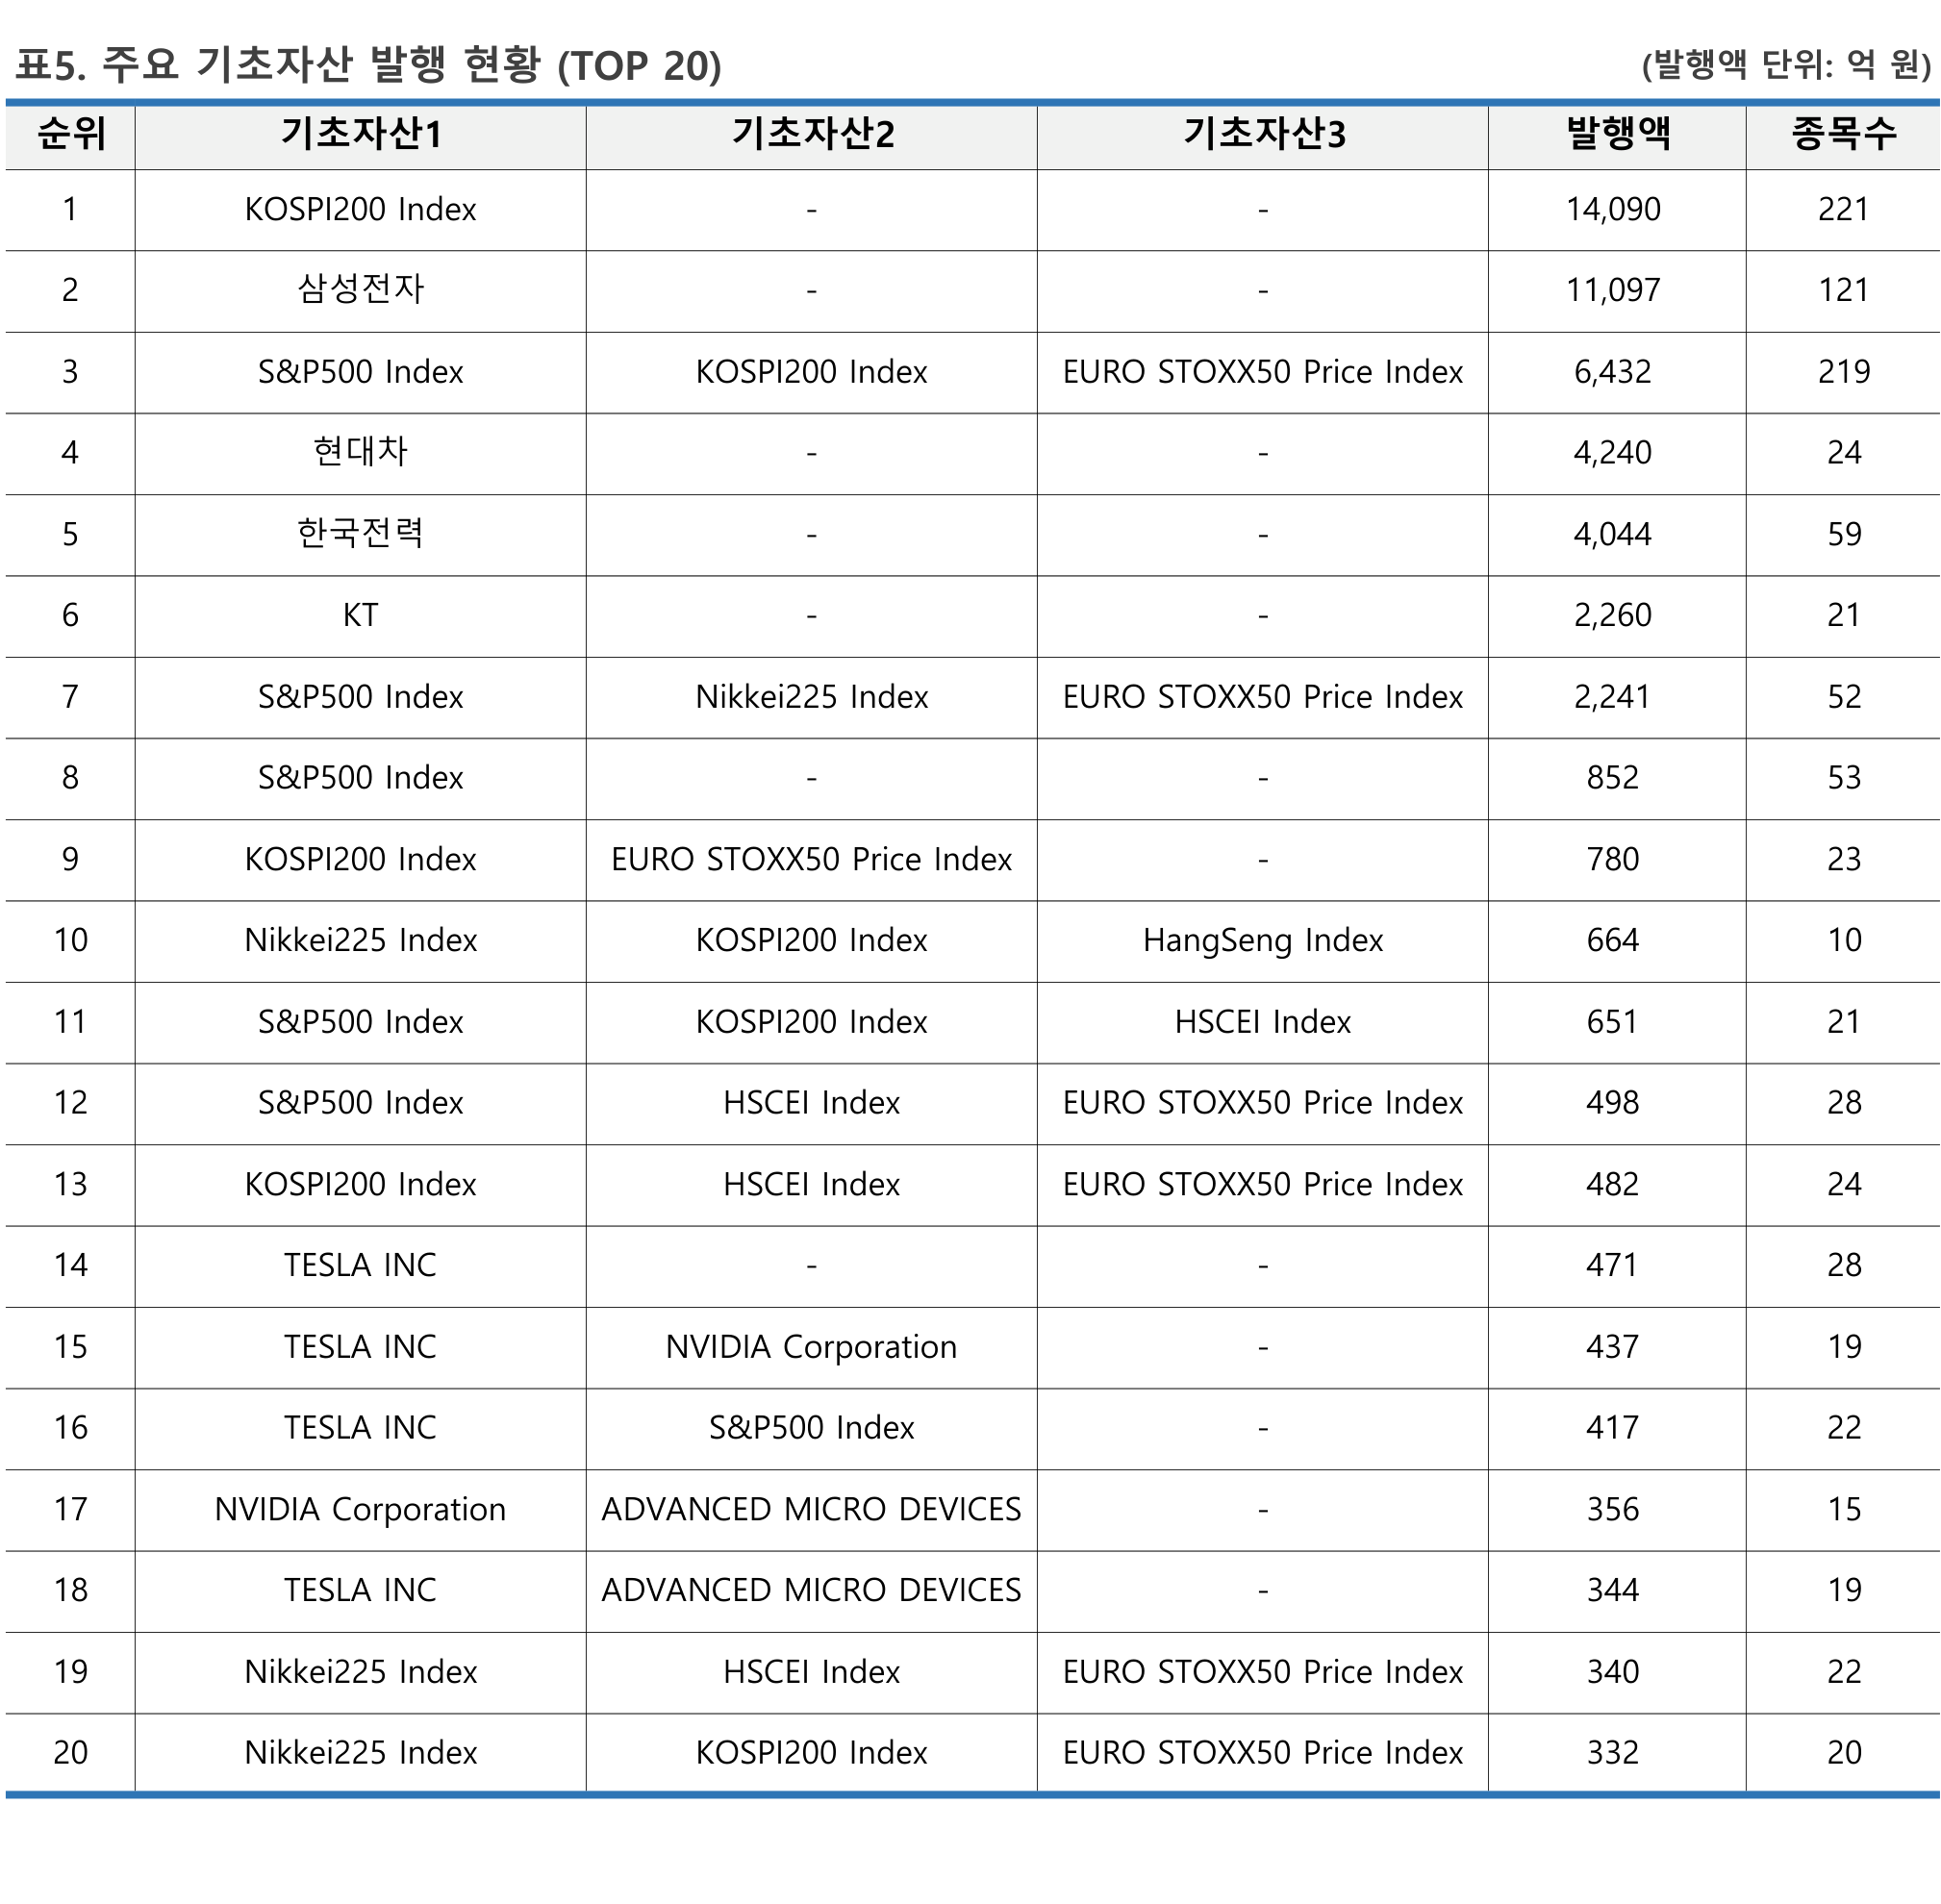 표5. 주요 기초자산 발행 현황 (TOP 20) (발행액 단위: 억 원)
순위 기초자산1 기초자산2 기초자산3 발행액 종목수
1 KOSPI200 Index - - 14,090 221
2 삼성전자 - - 11,097 121
3 S&P500 Index KOSPI200 Index EURO STOXX50 Price Index 6,432 219
4 현대차 - - 4,240 24
5 한국전력 - - 4,044 59
6 KT - - 2,260 21
7 S&P500 Index Nikkei225 Index EURO STOXX50 Price Index 2,241 52
8 S&P500 Index - - 852 53
9 KOSPI200 Index EURO STOXX50 Price Index - 780 23
10 Nikkei225 Index KOSPI200 Index HangSeng Index 664 10
11 S&P500 Index KOSPI200 Index HSCEI Index 651 21
12 S&P500 Index HSCEI Index EURO STOXX50 Price Index 498 28
13 KOSPI200 Index HSCEI Index EURO STOXX50 Price Index 482 24
14 TESLA INC - - 471 28
15 TESLA INC NVIDIA Corporation - 437 19
16 TESLA INC S&P500 Index - 417 22
17 NVIDIA Corporation ADVANCED MICRO DEVICES - 356 15
18 TESLA INC ADVANCED MICRO DEVICES - 344 19
19 Nikkei225 Index HSCEI Index EURO STOXX50 Price Index 340 22
20 Nikkei225 Index KOSPI200 Index EURO STOXX50 Price Index 332 20